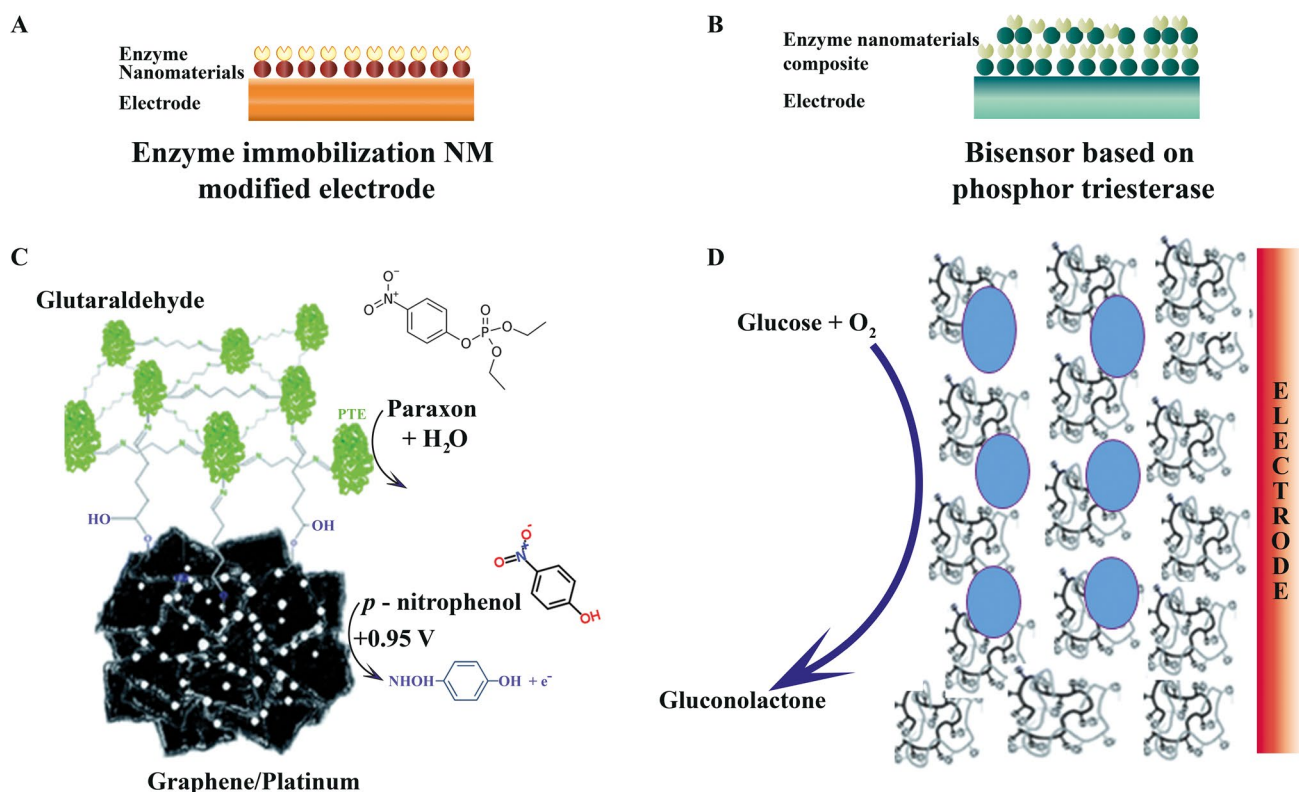 A
Enzyme
Nanomaterials
Electrode
Enzyme immobilization NM
modified electrode
B
Enzyme nanomaterials
composite
Electrode
Bisensor based on
phosphor triesterase
C
Glutaraldehyde
O⁻
N⁺
O
O
P
O
O
O
PTE
Paraxon
+ H₂O
HO
OH
O⁻
N⁺
O
OH
p - nitrophenol
+0.95 V
NHOH
OH + e⁻
Graphene/Platinum
D
Glucose + O₂
Gluconolactone
ELECTRODE